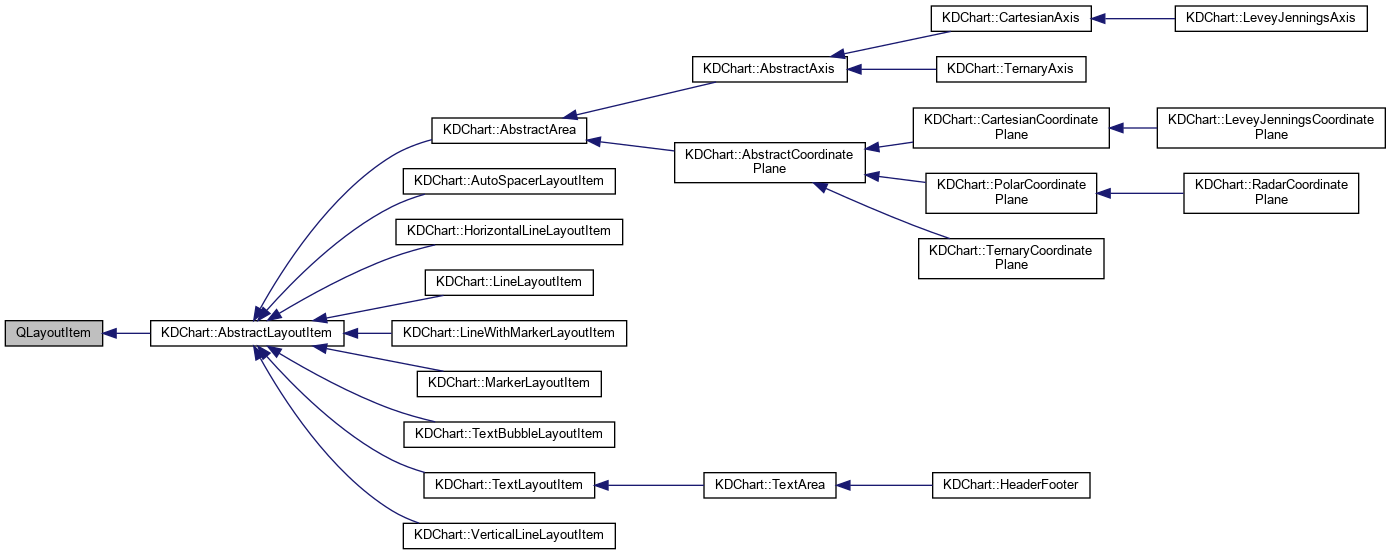 KDChart::CartesianAxis
KDChart::LeveyJenningsAxis
KDChart::AbstractAxis
KDChart::TernaryAxis
KDChart::AbstractArea
KDChart::CartesianCoordinate
Plane
KDChart::LeveyJenningsCoordinate
Plane
KDChart::AbstractCoordinate
Plane
KDChart::AutoSpacerLayoutItem
KDChart::PolarCoordinate
Plane
KDChart::RadarCoordinate
Plane
KDChart::HorizontalLineLayoutItem
KDChart::TernaryCoordinate
Plane
KDChart::LineLayoutItem
QLayoutItem
KDChart::AbstractLayoutItem
KDChart::LineWithMarkerLayoutItem
KDChart::MarkerLayoutItem
KDChart::TextBubbleLayoutItem
KDChart::TextLayoutItem
KDChart::TextArea
KDChart::HeaderFooter
KDChart::VerticalLineLayoutItem